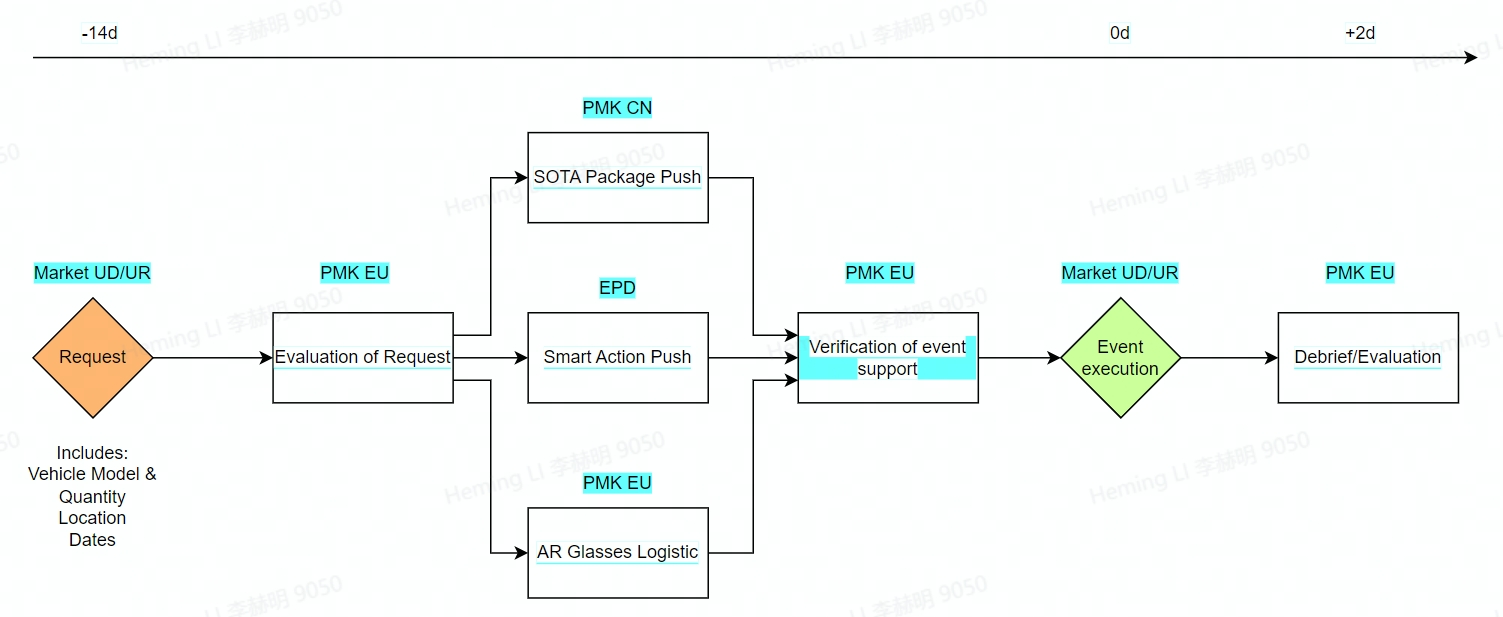 -14d
0d
+2d
PMK CN
SOTA Package Push
Market UD/UR
PMK EU
EPD
PMK EU
Market UD/UR
PMK EU
Request
Evaluation of Request
Smart Action Push
Verification of event
support
Event
execution
Debrief/Evaluation
Includes:
Vehicle Model &
Quantity
Location
Dates
PMK EU
AR Glasses Logistic
Heming LI 李赫明 9050